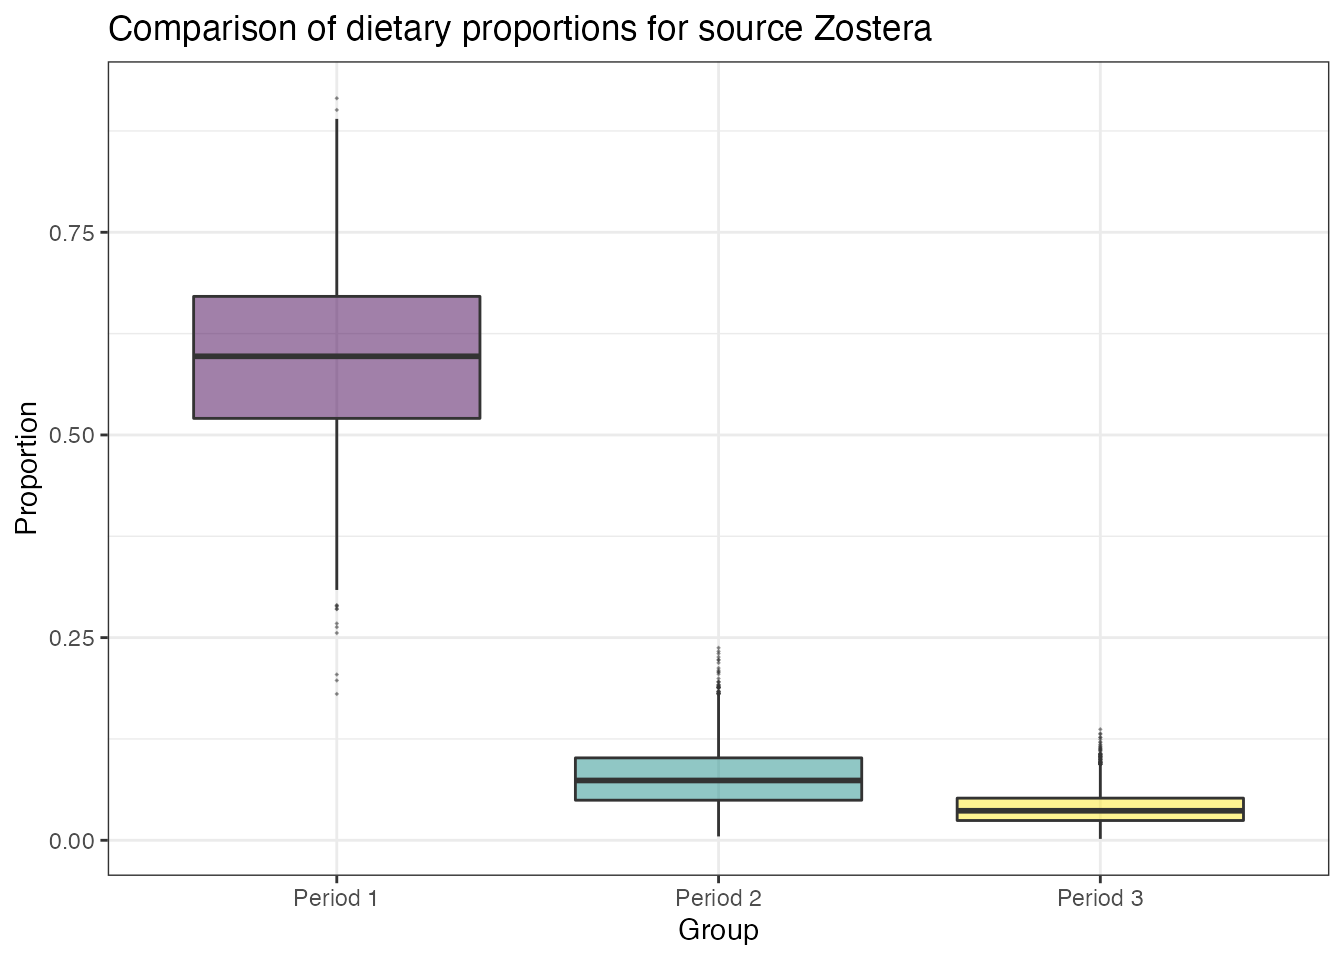 Comparison of dietary proportions for source Zostera
Proportion
0.75
0.50
0.25
0.00
Period 1 Period 2 Period 3
Group